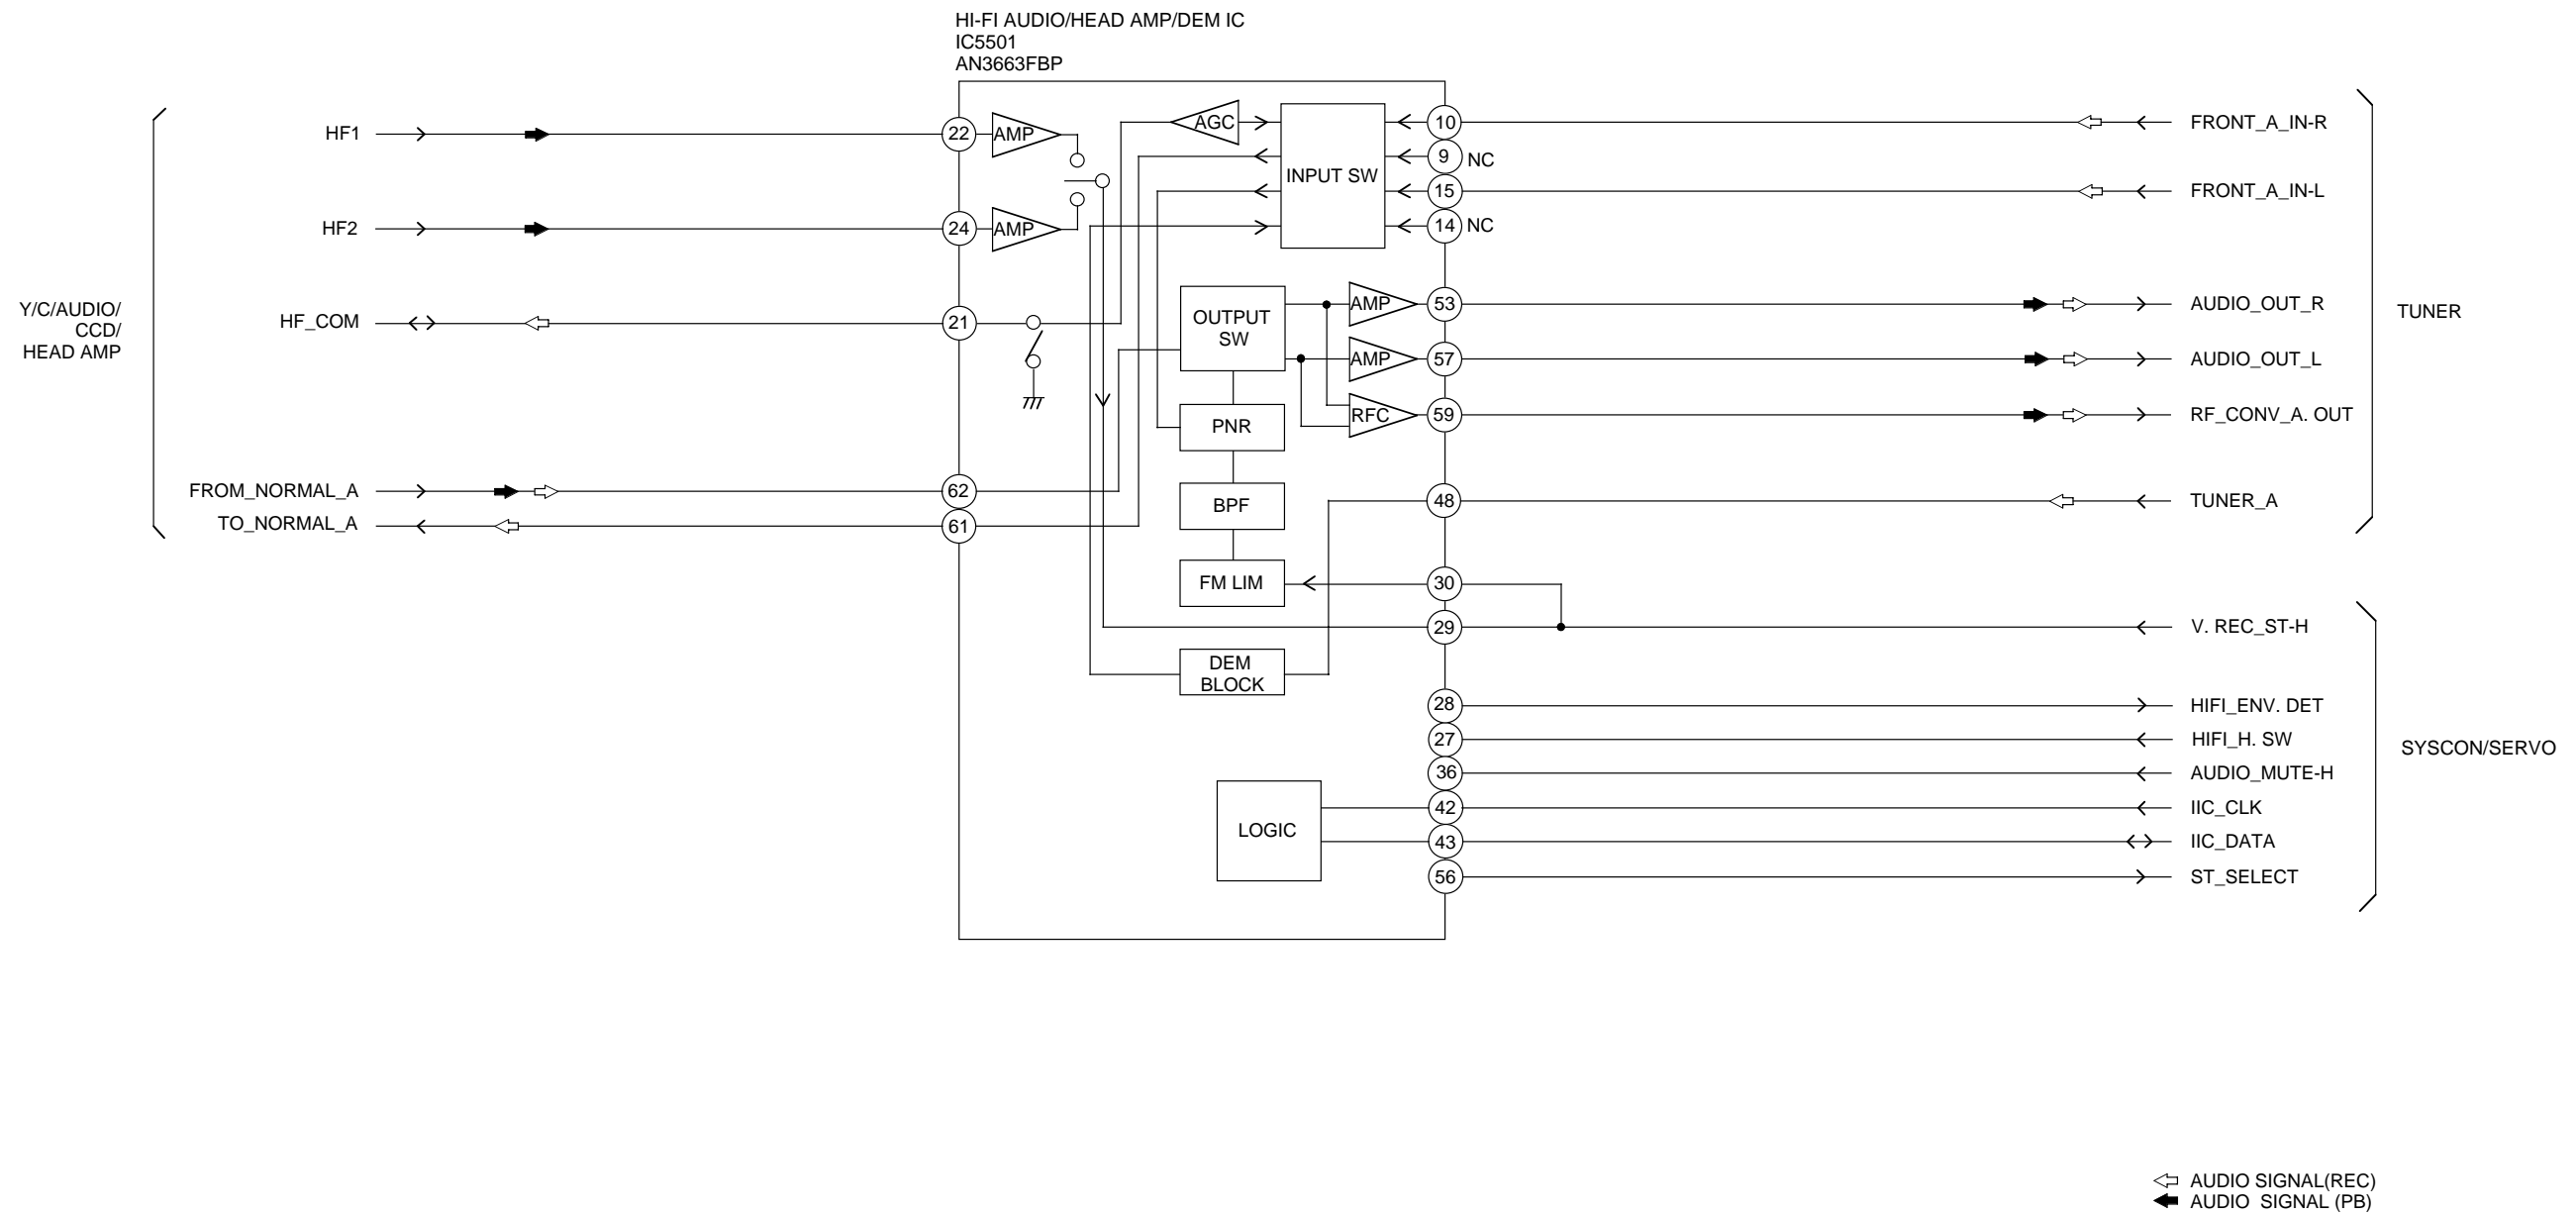 HI-FI AUDIO/HEAD AMP/DEM IC
IC5501
AN3663FBP
Y/C/AUDIO/
CCD/
HEAD AMP
HF1
HF2
HF_COM
FROM_NORMAL_A
TO_NORMAL_A
22
24
21
62
61
AMP
AMP
AGC
INPUT SW
OUTPUT
SW
PNR
BPF
FM LIM
DEM
BLOCK
LOGIC
AMP
AMP
RFC
10
9 NC
15
14 NC
53
57
59
48
30
29
28
27
36
42
43
56
FRONT_A_IN-R
FRONT_A_IN-L
AUDIO_OUT_R
AUDIO_OUT_L
RF_CONV_A. OUT
TUNER_A
TUNER
V. REC_ST-H
HIFI_ENV. DET
HIFI_H. SW
AUDIO_MUTE-H
IIC_CLK
IIC_DATA
ST_SELECT
SYSCON/SERVO
AUDIO SIGNAL(REC)
AUDIO SIGNAL (PB)